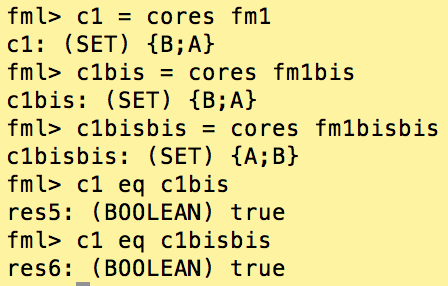 fml> c1 = cores fm1
c1: (SET) {B;A}
fml> c1bis = cores fm1bis
c1bis: (SET) {B;A}
fml> c1bisbis = cores fm1bisbis
c1bisbis: (SET) {A;B}
fml> c1 eq c1bis
res5: (BOOLEAN) true
fml> c1 eq c1bisbis
res6: (BOOLEAN) true